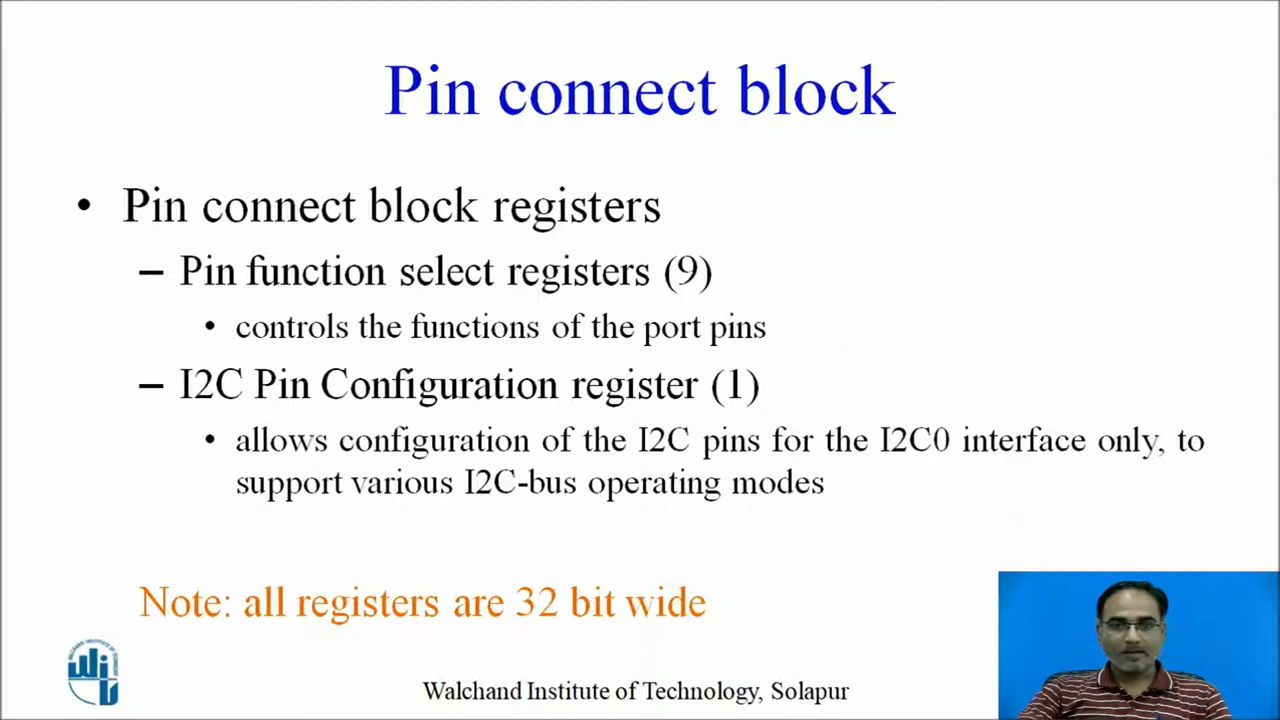 Pin connect block
• Pin connect block registers
– Pin function select registers (9)
• controls the functions of the port pins
– I2C Pin Configuration register (1)
• allows configuration of the I2C pins for the I2C0 interface only, to
support various I2C-bus operating modes
Note: all registers are 32 bit wide
Walchand Institute of Technology, Solapur